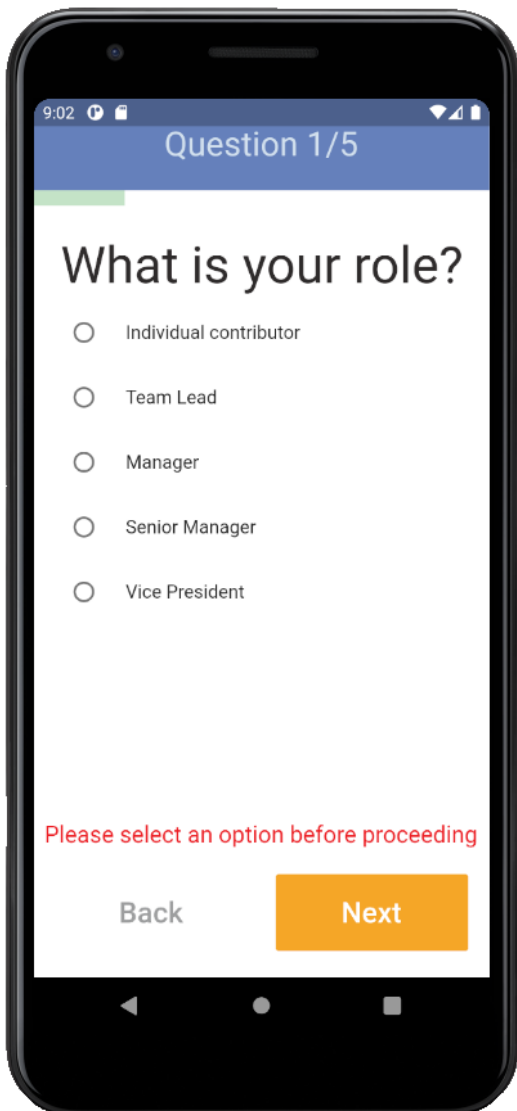 9:02
Question 1/5
What is your role?
Individual contributor
Team Lead
Manager
Senior Manager
Vice President
Please select an option before proceeding
Back Next